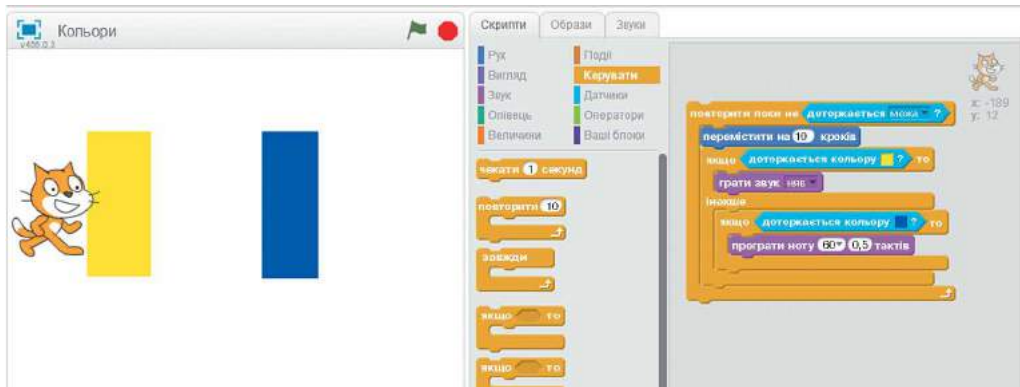 Кольори
v456.0.3
Скрипти Образи Звуки
Рух Події
Вигляд Керувати
Звук Датчики
Олівець Оператори
Величини Ваші блоки
чекати 1 секунд
повторити 10
завжди
якщо то
якщо то
x: -189
y: 12
повторити поки не доторкається межа ?
перемістити на 10 кроків
якщо доторкається кольору ? то
грати звук няв
інакше
якщо доторкається кольору ? то
програти ноту 60 0,5 тактів